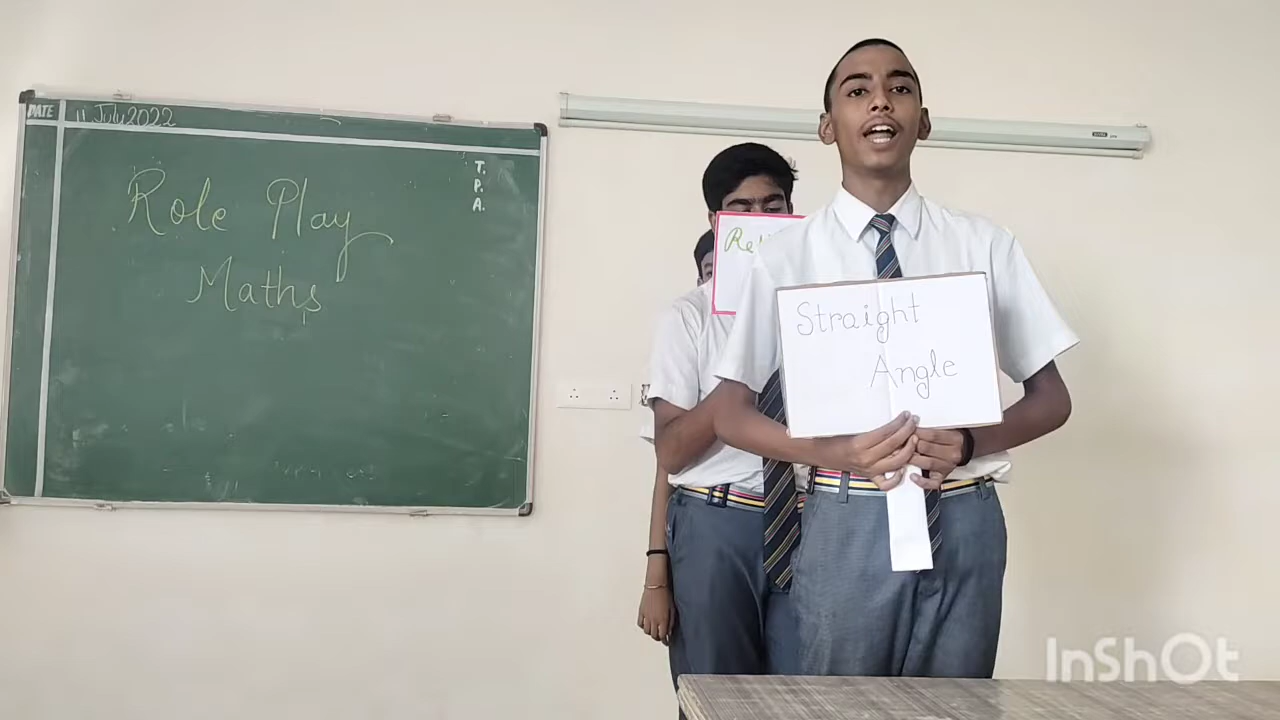 DATE
11 July 2022
T.
P.
A.
Role Play
Maths
Straight
Angle
InShOt